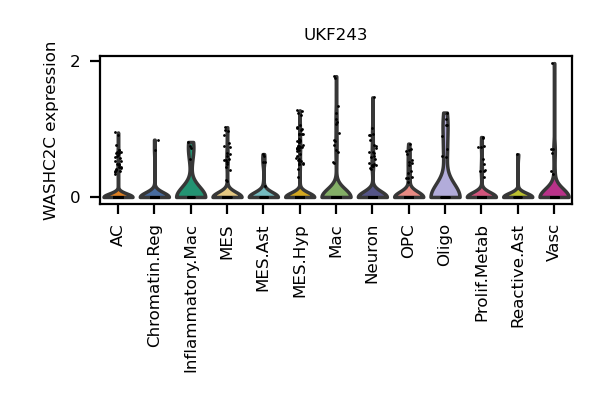 UKF243
WASHC2C expression
2
0
AC
Chromatin.Reg
Inflammatory.Mac
MES
MES.Ast
MES.Hyp
Mac
Neuron
OPC
Oligo
Prolif.Metab
Reactive.Ast
Vasc